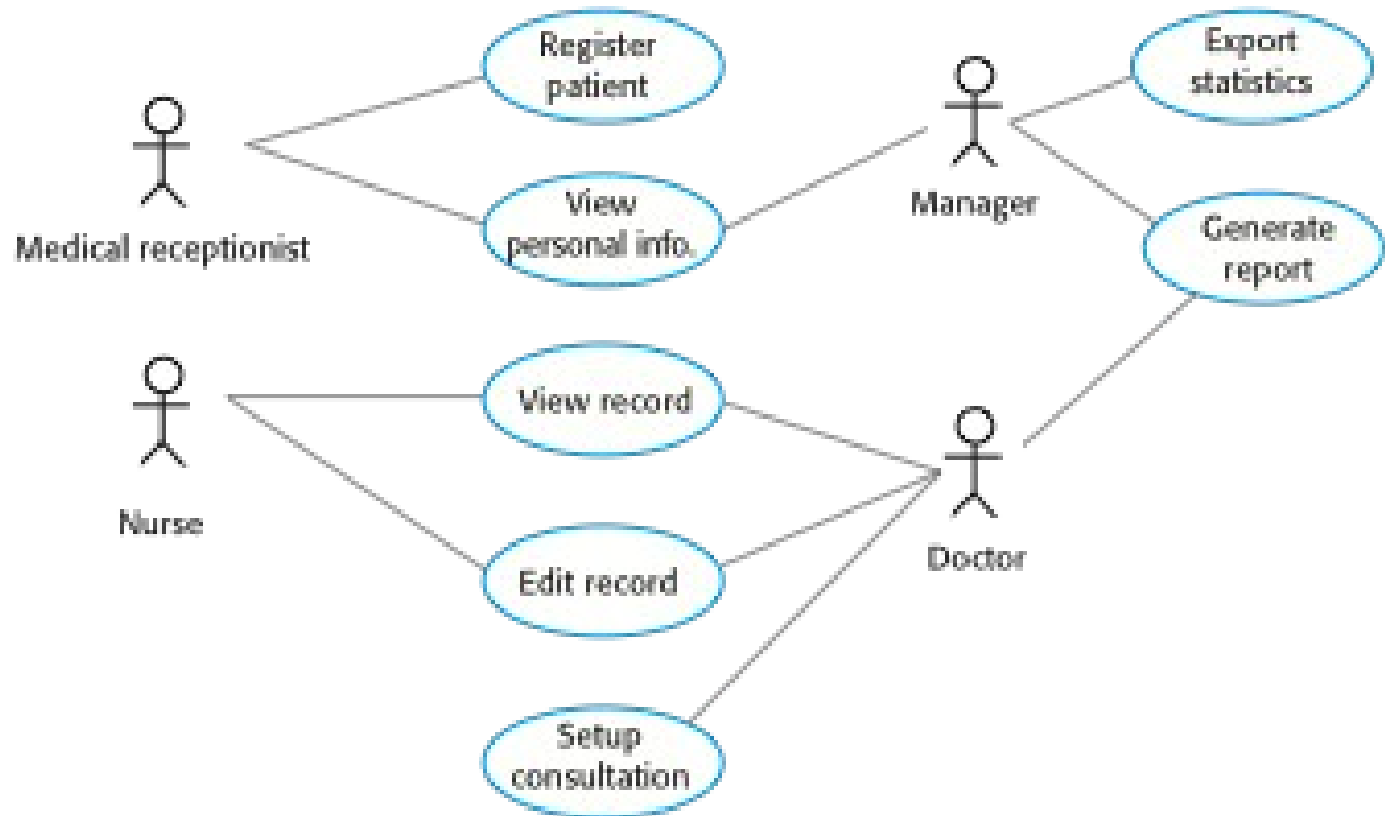 Register
patient
Export
statistics
View
personal info.
Manager
Generate
report
Medical receptionist
View record
Nurse
Edit record
Doctor
Setup
consultation